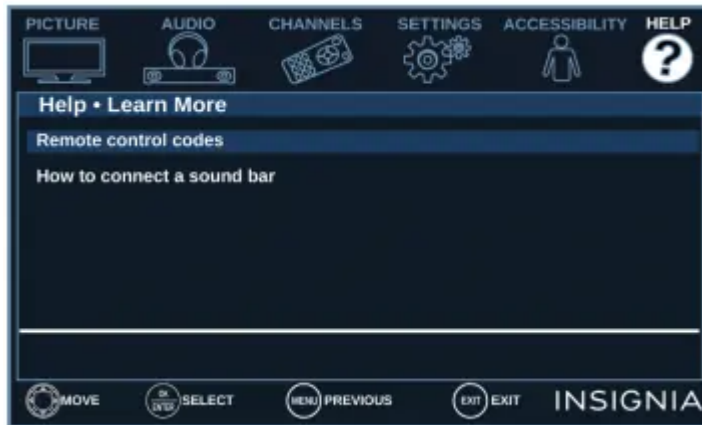 PICTURE AUDIO CHANNELS SETTINGS ACCESSIBILITY HELP
?
Help • Learn More
Remote control codes
How to connect a sound bar
MOVE OK ENTER SELECT MENU PREVIOUS EXIT EXIT INSIGNIA